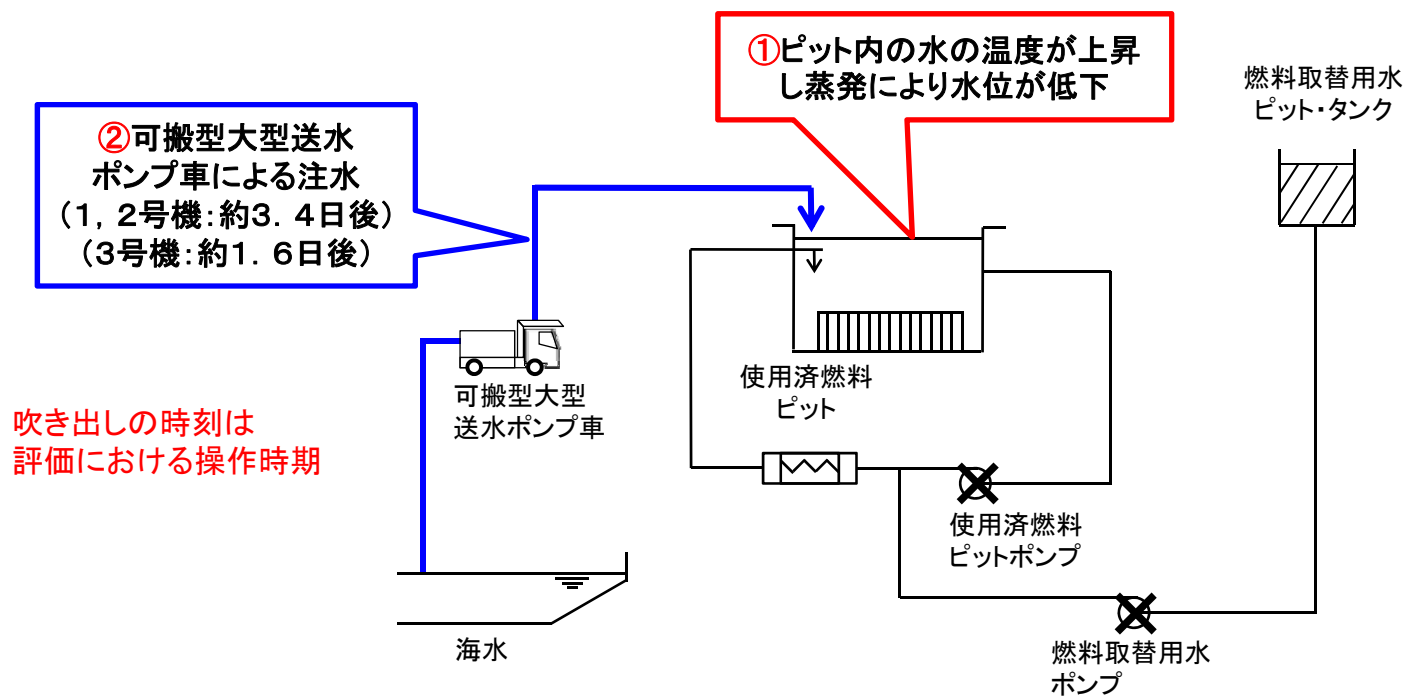 ①ピット内の水の温度が上昇
し蒸発により水位が低下
燃料取替用水
ピット・タンク
②可搬型大型送水
ポンプ車による注水
(1,2号機:約3.4日後)
(3号機:約1.6日後)
使用済燃料
ピット
可搬型大型
送水ポンプ車
吹き出しの時刻は
評価における操作時期
使用済燃料
ピットポンプ
海水
燃料取替用水
ポンプ